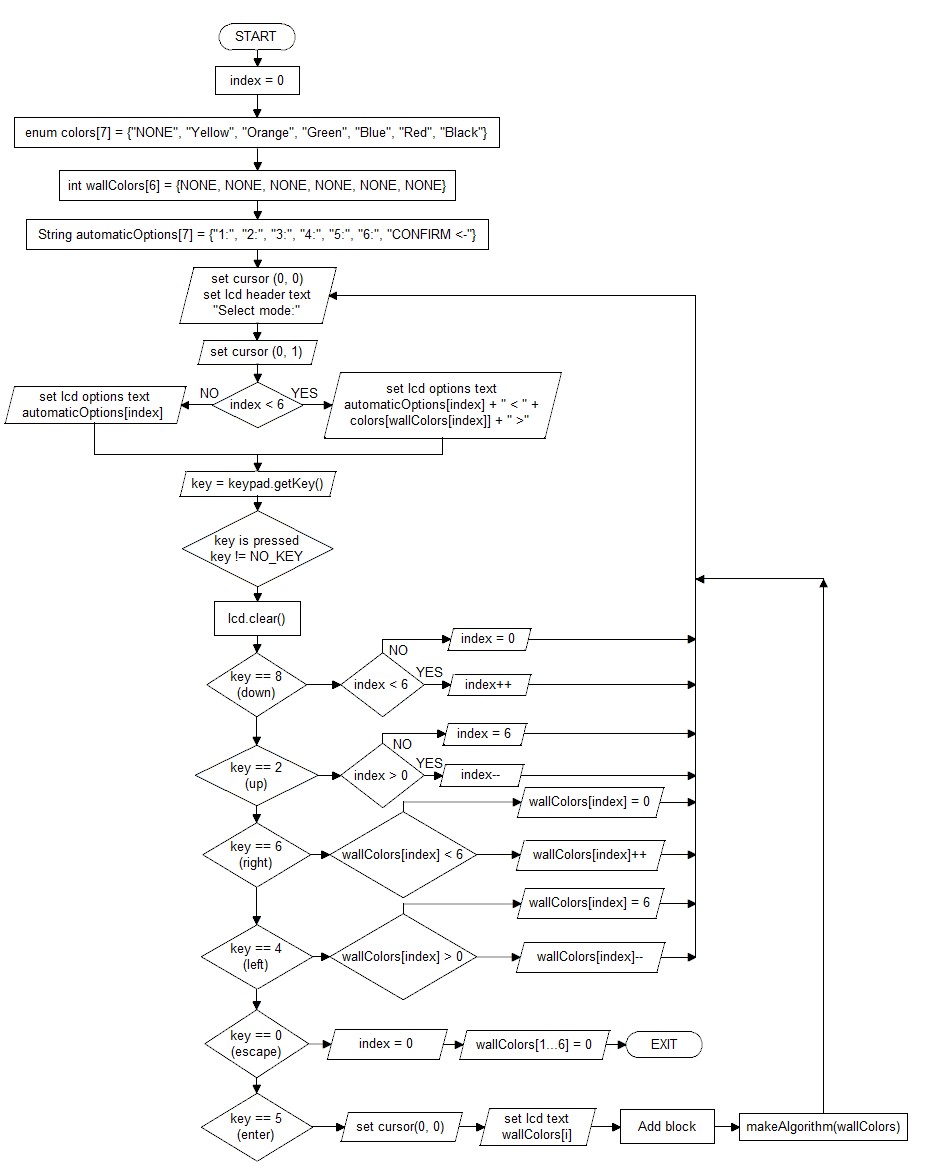 START
index = 0
enum colors[7] = {"NONE", "Yellow", "Orange", "Green", "Blue", "Red", "Black"}
int wallColors[6] = {NONE, NONE, NONE, NONE, NONE, NONE}
String automaticOptions[7] = {"1:", "2:", "3:", "4:", "5:", "6:", "CONFIRM <-"}
set cursor (0, 0)
set lcd header text
"Select mode:"
set cursor (0, 1)
set lcd options text
automaticOptions[index]
NO
index < 6
YES
set lcd options text
automaticOptions[index] + " < " +
colors[wallColors[index]] + " >"
key = keypad.getKey()
key is pressed
key != NO_KEY
lcd.clear()
key == 8
(down)
index < 6
NO
index = 0
YES
index++
key == 2
(up)
index > 0
NO
index = 6
YES
index--
key == 6
(right)
wallColors[index] < 6
wallColors[index] = 0
wallColors[index]++
key == 4
(left)
wallColors[index] > 0
wallColors[index] = 6
wallColors[index]--
key == 0
(escape)
index = 0
wallColors[1...6] = 0
EXIT
key == 5
(enter)
set cursor(0, 0)
set lcd text
wallColors[i]
Add block
makeAlgorithm(wallColors)